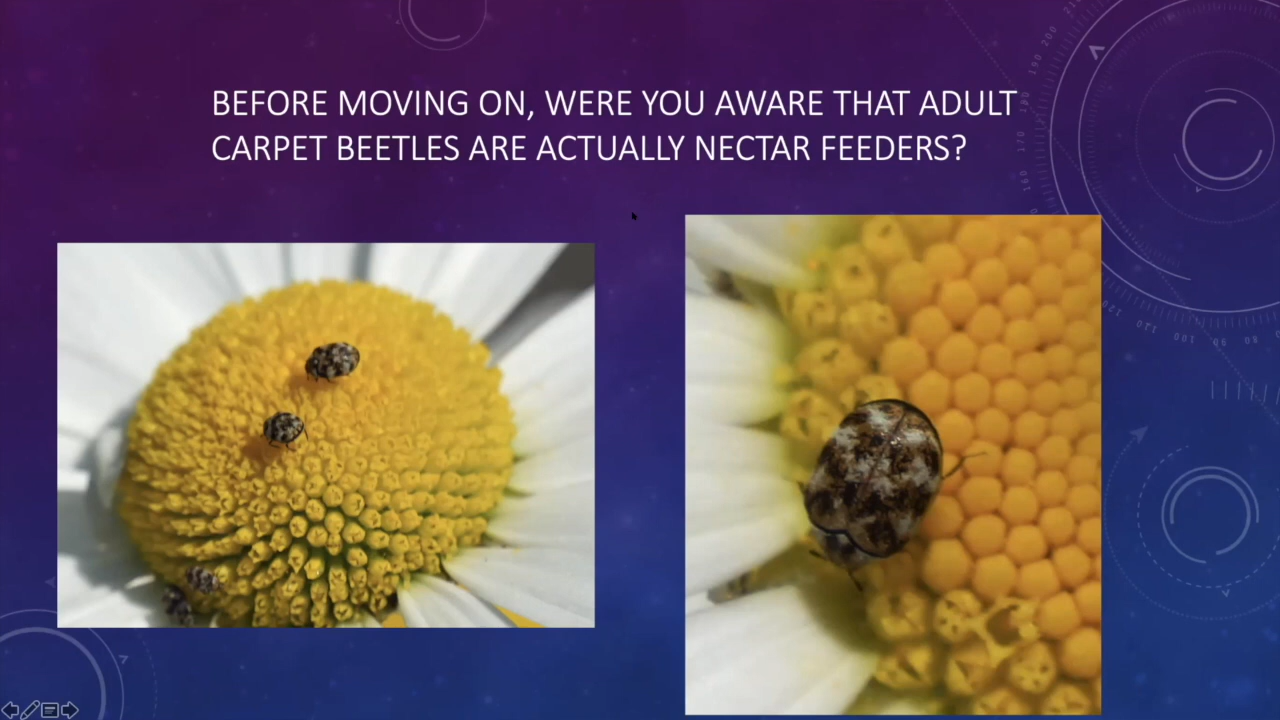 BEFORE MOVING ON, WERE YOU AWARE THAT ADULT
CARPET BEETLES ARE ACTUALLY NECTAR FEEDERS?